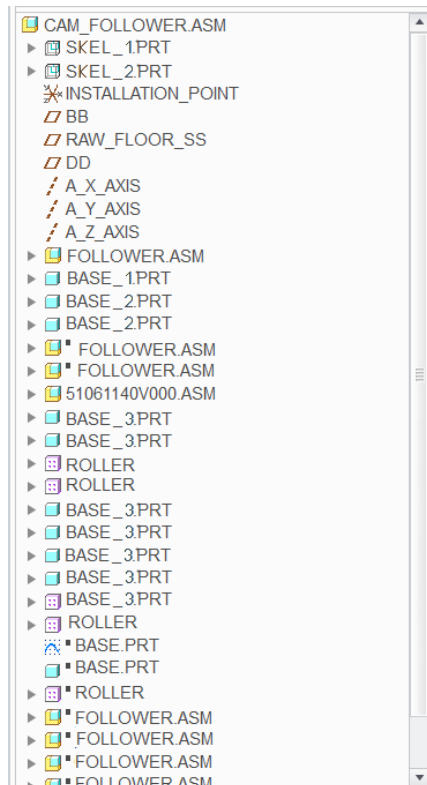 CAM_FOLLOWER.ASM
SKEL_1.PRT
SKEL_2.PRT
INSTALLATION_POINT
BB
RAW_FLOOR_SS
DD
A_X_AXIS
A_Y_AXIS
A_Z_AXIS
FOLLOWER.ASM
BASE_1.PRT
BASE_2.PRT
BASE_2.PRT
FOLLOWER.ASM
FOLLOWER.ASM
51061140V000.ASM
BASE_3.PRT
BASE_3.PRT
ROLLER
ROLLER
BASE_3.PRT
BASE_3.PRT
BASE_3.PRT
BASE_3.PRT
BASE_3.PRT
ROLLER
BASE.PRT
BASE.PRT
ROLLER
FOLLOWER.ASM
FOLLOWER.ASM
FOLLOWER.ASM
FOLLOWER.ASM